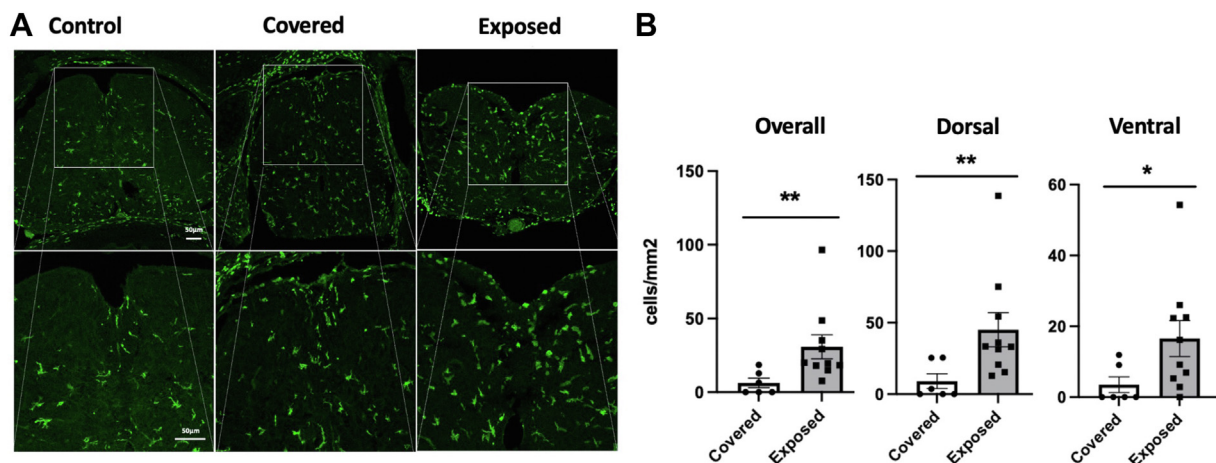 A
Control
Covered
Exposed
50μm
50μm
B
Overall
Dorsal
Ventral
**
**
*
cells/mm2
150
100
50
0
150
100
50
0
60
40
20
0
Covered
Exposed
Covered
Exposed
Covered
Exposed